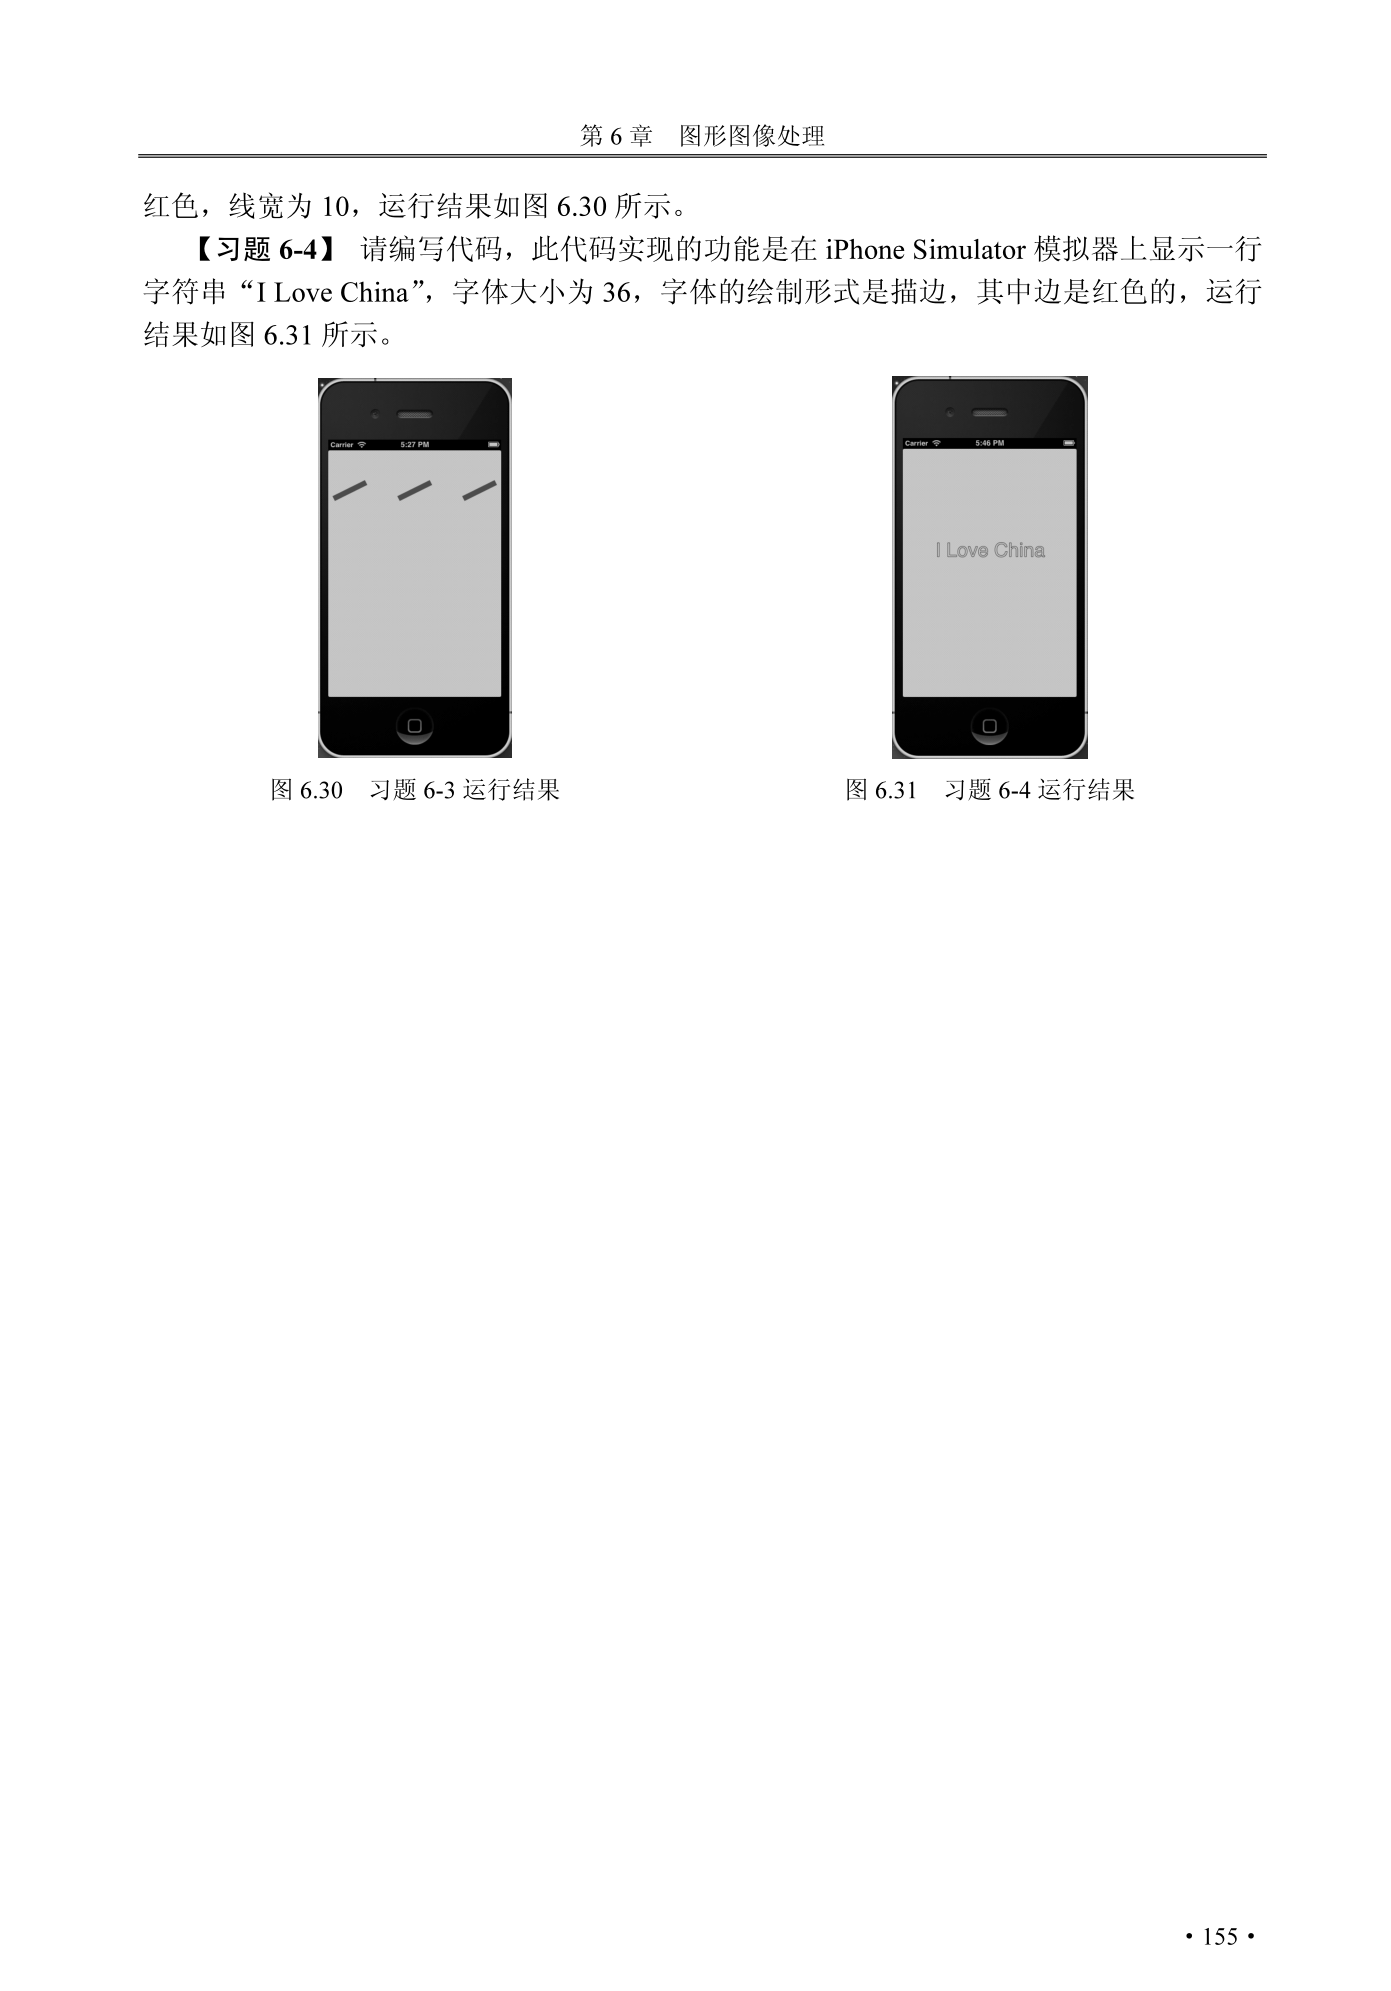 第 6 章　图形图像处理
红色，线宽为 10，运行结果如图 6.30 所示。
【习题 6-4】 请编写代码，此代码实现的功能是在 iPhone Simulator 模拟器上显示一行
字符串“I Love China”，字体大小为 36，字体的绘制形式是描边，其中边是红色的，运行
结果如图 6.31 所示。
Carrier 5:27 PM
Carrier 5:46 PM
I Love China
图 6.30　习题 6-3 运行结果
图 6.31　习题 6-4 运行结果
· 155 ·